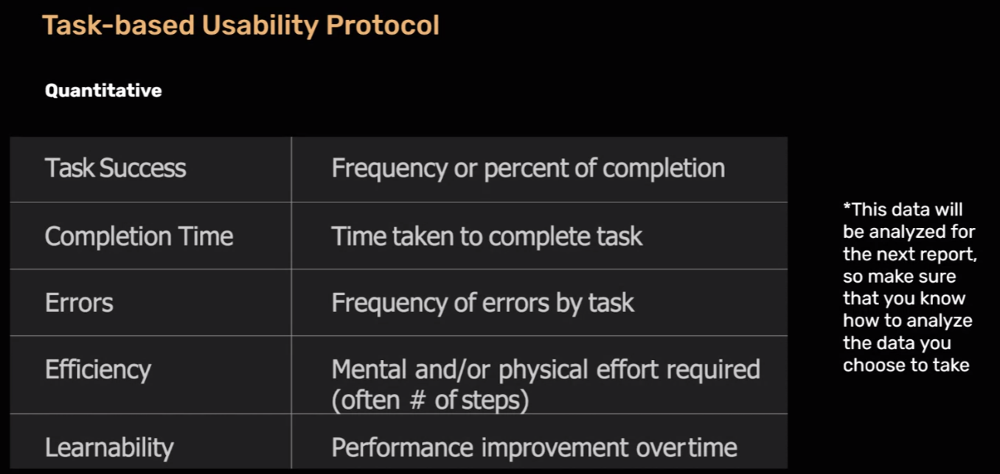 Task-based Usability Protocol
Quantitative
Task Success
Frequency or percent of completion
Completion Time
Time taken to complete task
Errors
Frequency of errors by task
Efficiency
Mental and/or physical effort required
(often # of steps)
Learnability
Performance improvement overtime
*This data will
be analyzed for
the next report,
so make sure
that you know
how to analyze
the data you
choose to take